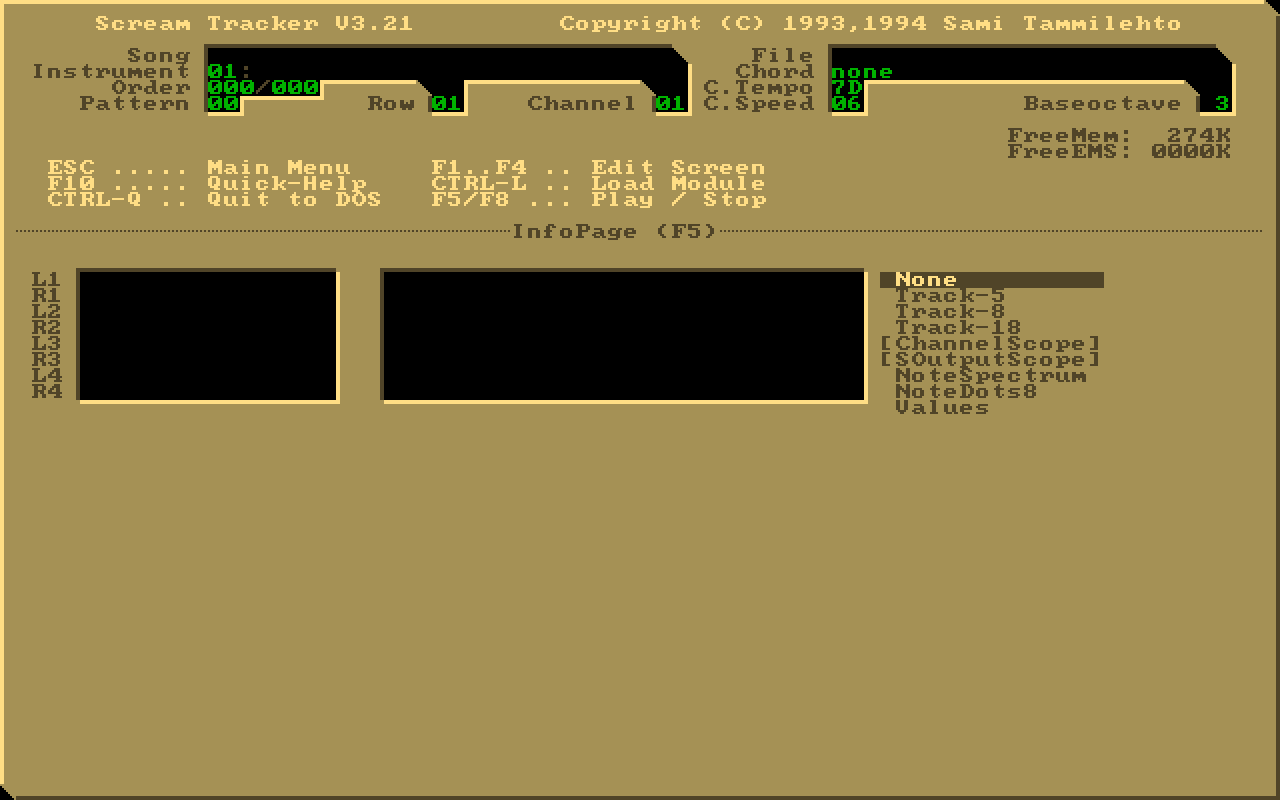 Scream Tracker V3.21 Copyright (C) 1993,1994 Sami Tammilehto
Song File
Instrument 01: Chord none
Order 000/000 C.Tempo 7D
Pattern 00 Row 01 Channel 01 C.Speed 06 Baseoctave 3
FreeMem: 274K
FreeEMS: 0000K
ESC ..... Main Menu F1..F4 .. Edit Screen
F10 ..... Quick-Help CTRL-L .. Load Module
CTRL-Q .. Quit to DOS F5/F8 ... Play / Stop
InfoPage (F5)
L1 None
R1 Track-5
L2 Track-8
R2 Track-18
L3 [ChannelScope]
R3 [SOutputScope]
L4 NoteSpectrum
R4 NoteDots8
Values